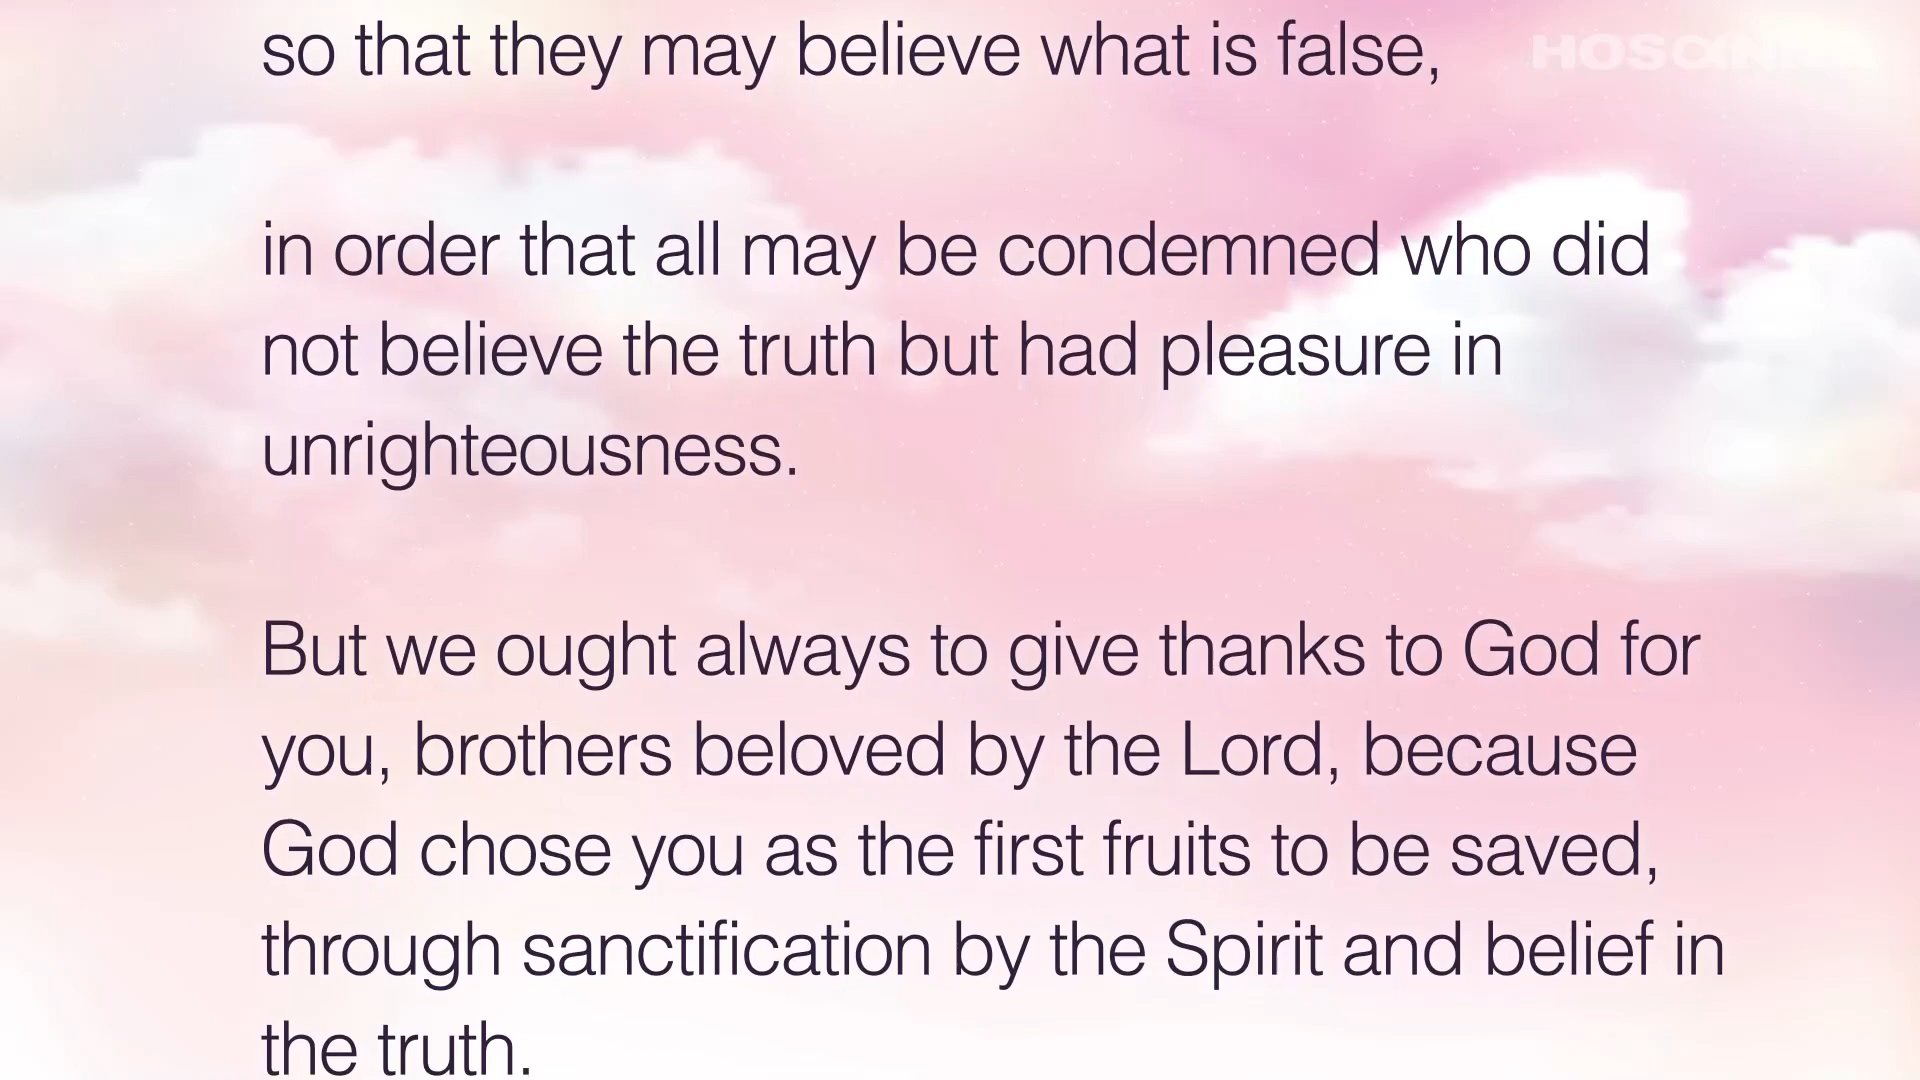 so that they may believe what is false,
in order that all may be condemned who did
not believe the truth but had pleasure in
unrighteousness.
But we ought always to give thanks to God for
you, brothers beloved by the Lord, because
God chose you as the first fruits to be saved,
through sanctification by the Spirit and belief in
the truth.